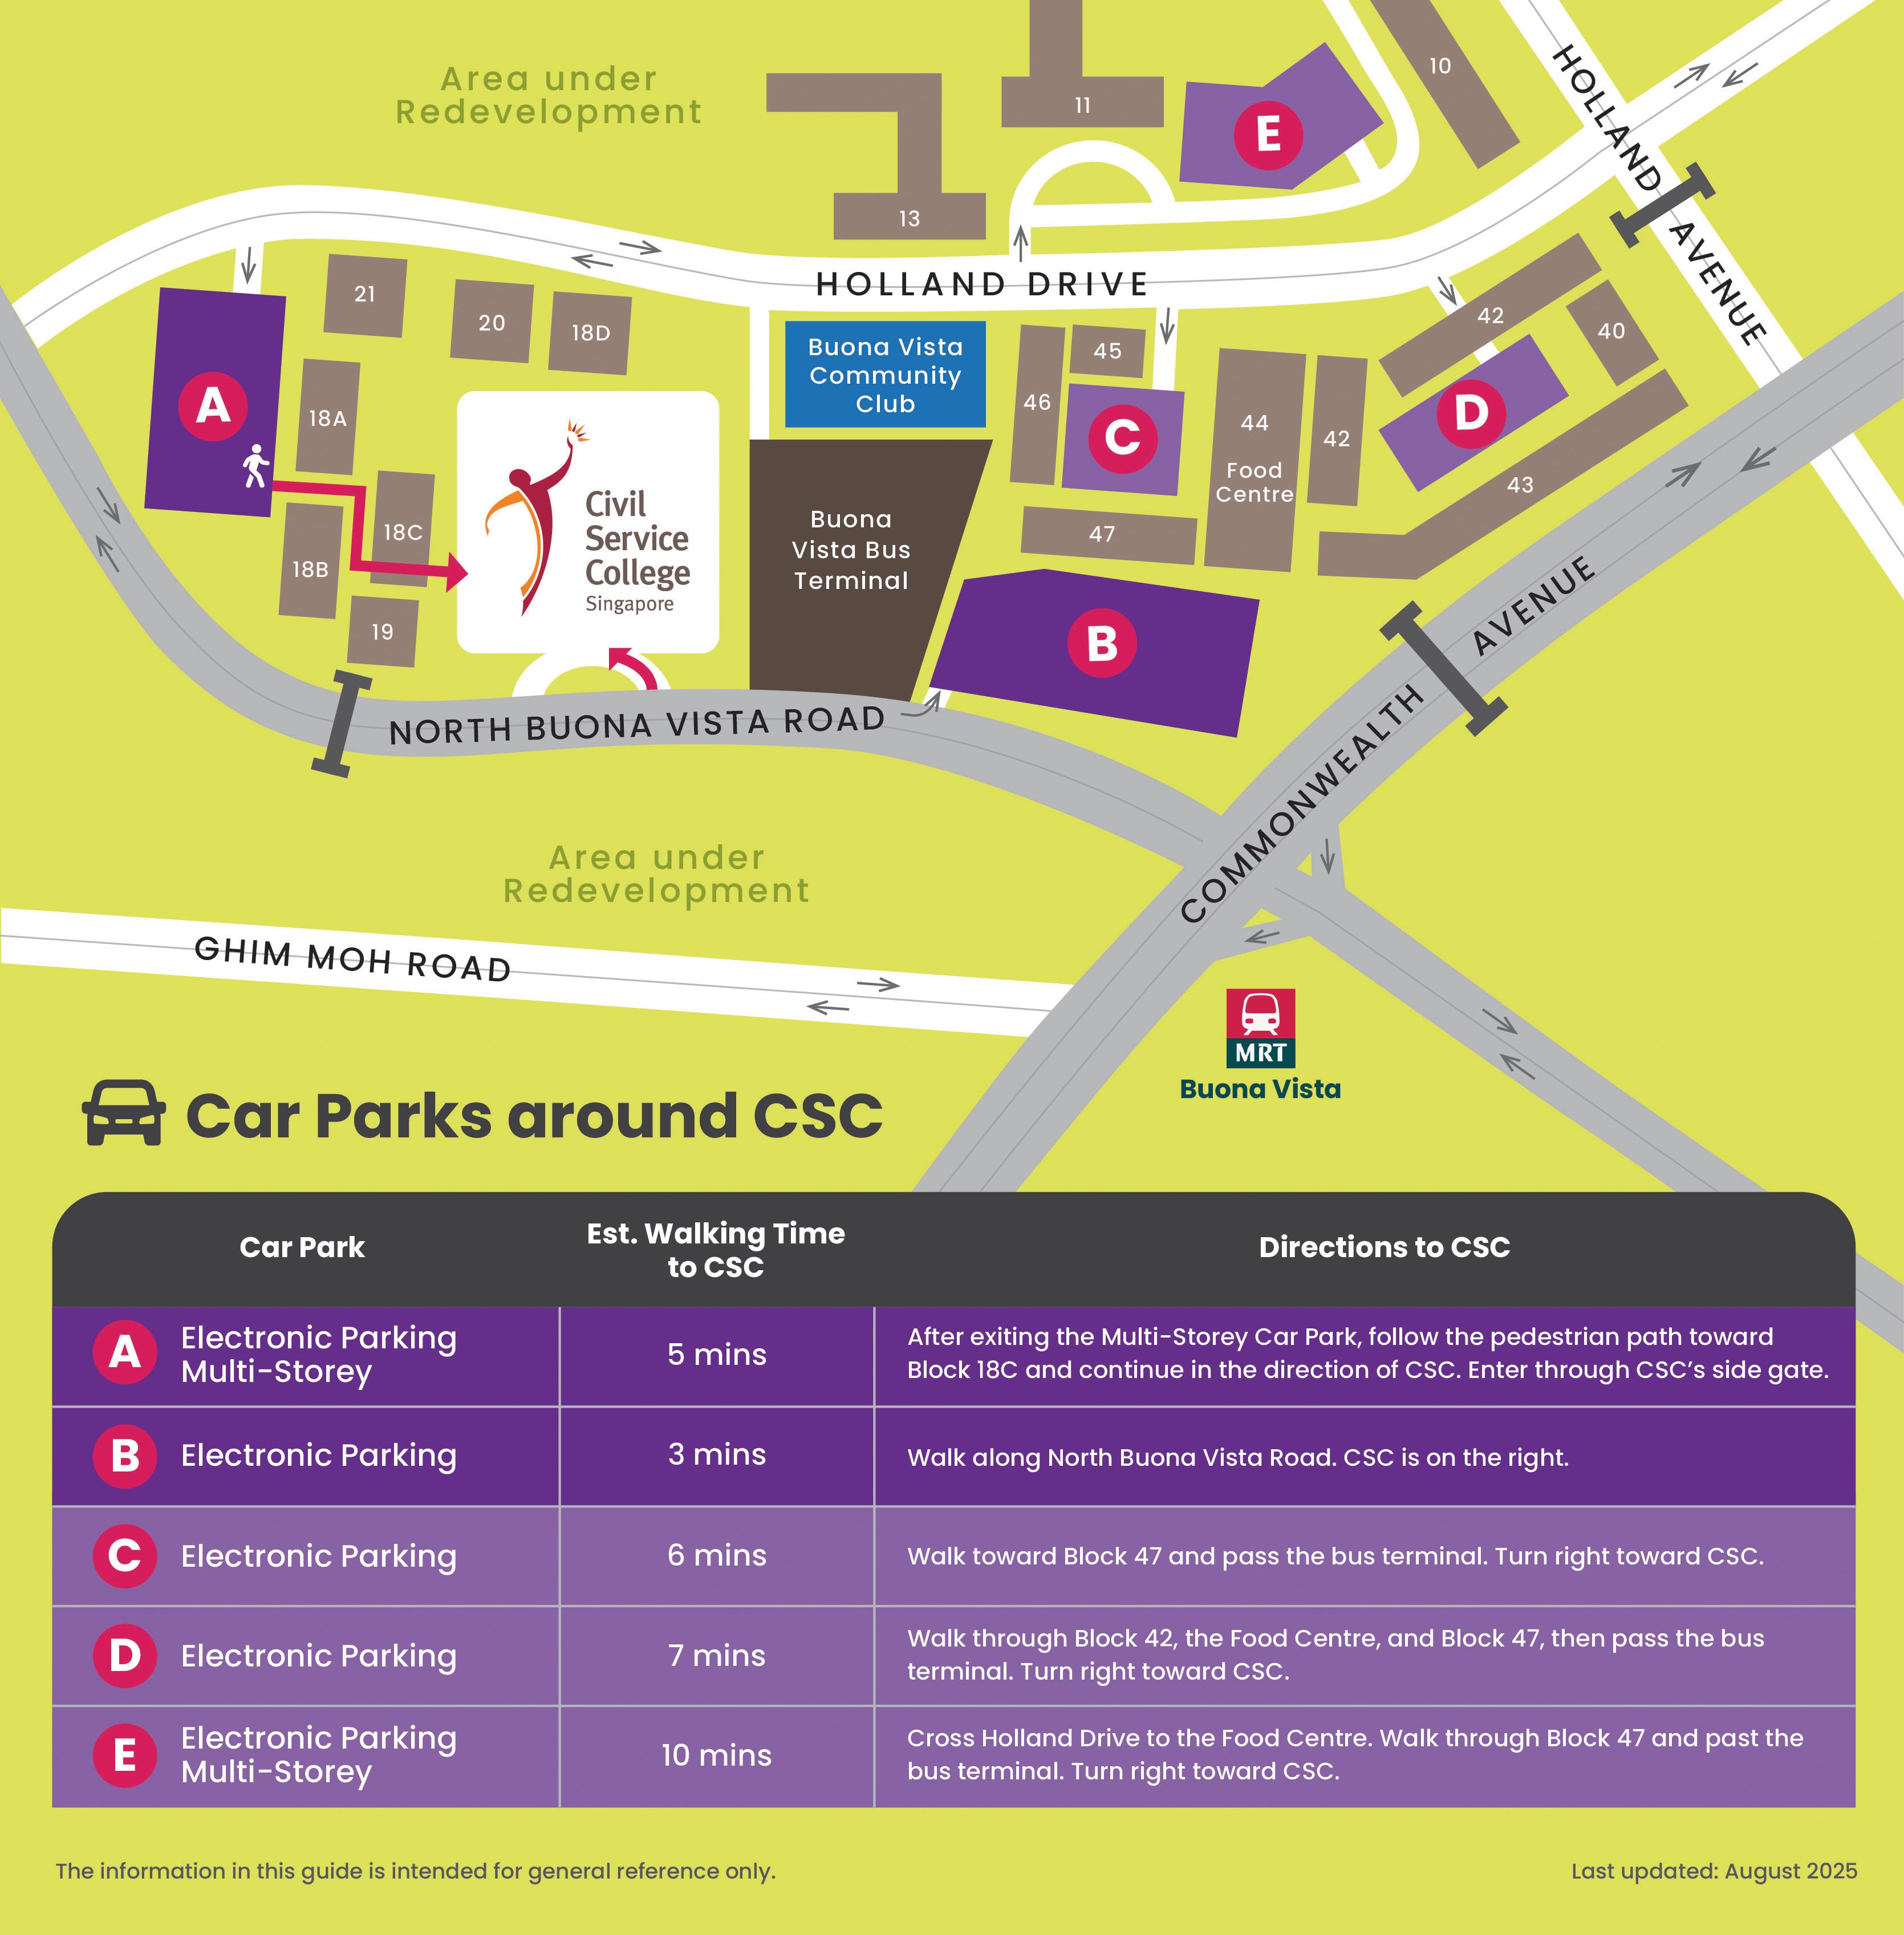 Area under
Redevelopment
10
11
E
13
HOLLAND AVENUE
HOLLAND DRIVE
21
20
18D
A
18A
18C
18B
19
Civil
Service
College
Singapore
Buona Vista
Community
Club
Buona
Vista Bus
Terminal
46
45
C
47
44
Food
Centre
42
42
40
D
43
B
NORTH BUONA VISTA ROAD
COMMONWEALTH AVENUE
Area under
Redevelopment
GHIM MOH ROAD
MRT
Buona Vista
Car Parks around CSC
Car Park
Est. Walking Time
to CSC
Directions to CSC
A
Electronic Parking
Multi-Storey
5 mins
After exiting the Multi-Storey Car Park, follow the pedestrian path toward
Block 18C and continue in the direction of CSC. Enter through CSC’s side gate.
B
Electronic Parking
3 mins
Walk along North Buona Vista Road. CSC is on the right.
C
Electronic Parking
6 mins
Walk toward Block 47 and pass the bus terminal. Turn right toward CSC.
D
Electronic Parking
7 mins
Walk through Block 42, the Food Centre, and Block 47, then pass the bus
terminal. Turn right toward CSC.
E
Electronic Parking
Multi-Storey
10 mins
Cross Holland Drive to the Food Centre. Walk through Block 47 and past the
bus terminal. Turn right toward CSC.
The information in this guide is intended for general reference only.
Last updated: August 2025